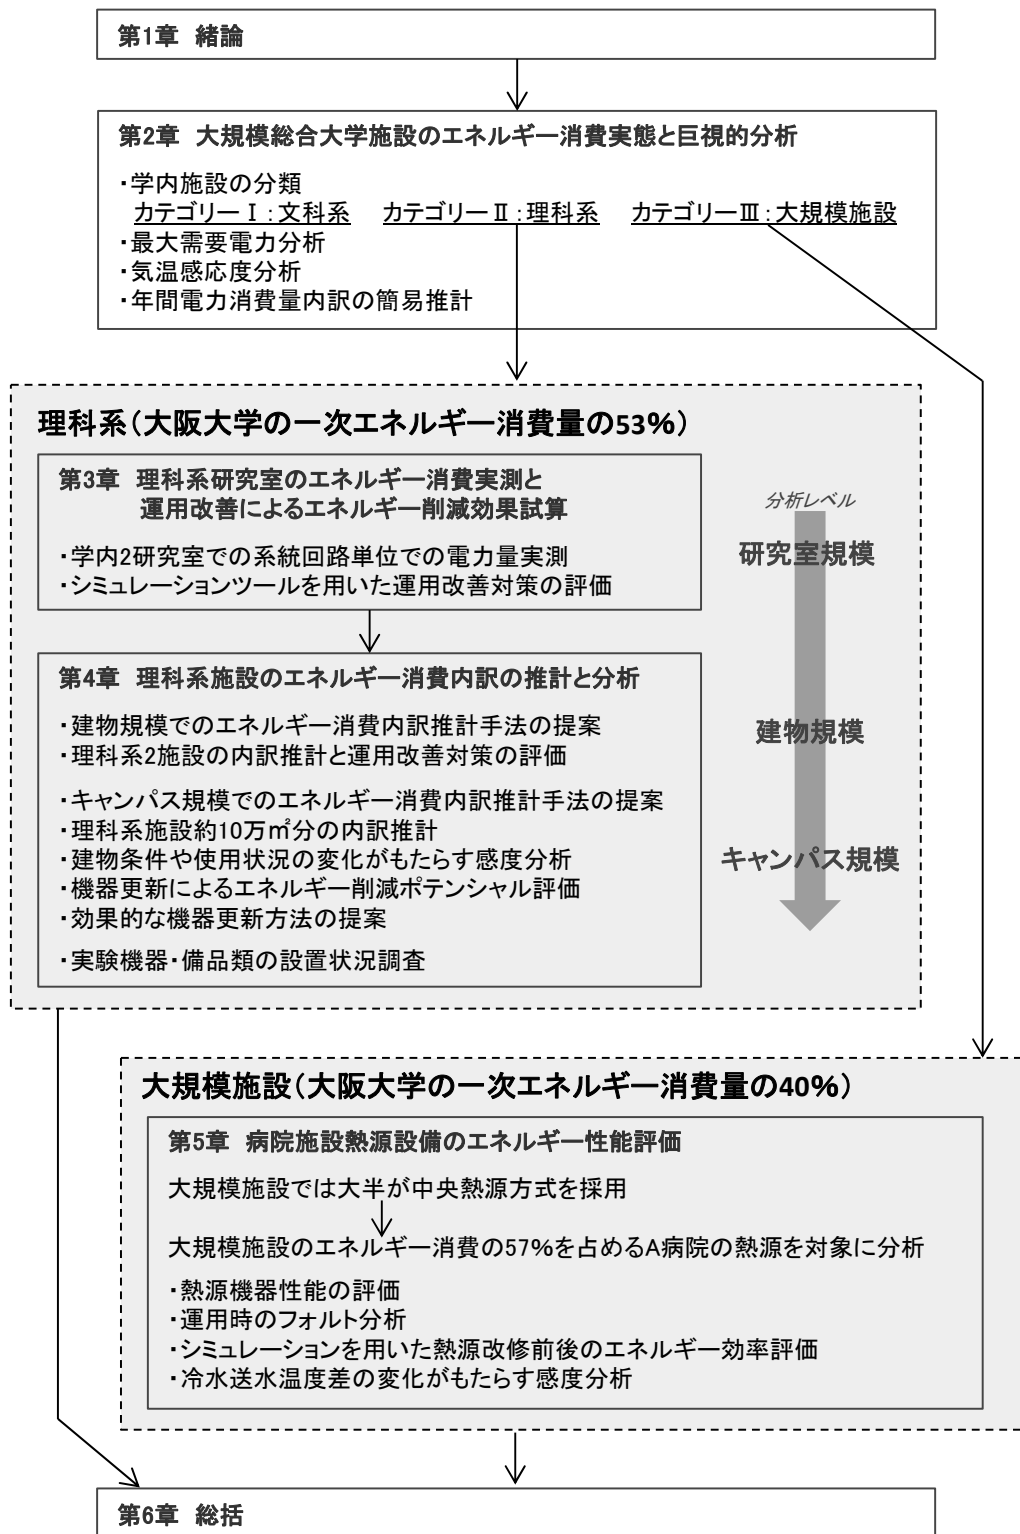 第1章 緒論
第2章 大規模総合大学施設のエネルギー消費実態と巨視的分析
・学内施設の分類
カテゴリーⅠ：文科系 カテゴリーⅡ：理科系 カテゴリーⅢ：大規模施設
・最大需要電力分析
・気温感応度分析
・年間電力消費量内訳の簡易推計
理科系（大阪大学の一次エネルギー消費量の53%）
第3章 理科系研究室のエネルギー消費実測と
運用改善によるエネルギー削減効果試算
・学内2研究室での系統回路単位での電力量実測
・シミュレーションツールを用いた運用改善対策の評価
分析レベル
研究室規模
第4章 理科系施設のエネルギー消費内訳の推計と分析
・建物規模でのエネルギー消費内訳推計手法の提案
・理科系2施設の内訳推計と運用改善対策の評価
建物規模
・キャンパス規模でのエネルギー消費内訳推計手法の提案
・理科系施設約10万㎡分の内訳推計
・建物条件や使用状況の変化がもたらす感度分析
・機器更新によるエネルギー削減ポテンシャル評価
・効果的な機器更新方法の提案
キャンパス規模
・実験機器・備品類の設置状況調査
大規模施設（大阪大学の一次エネルギー消費量の40%）
第5章 病院施設熱源設備のエネルギー性能評価
大規模施設では大半が中央熱源方式を採用
大規模施設のエネルギー消費の57%を占めるA病院の熱源を対象に分析
・熱源機器性能の評価
・運用時のフォルト分析
・シミュレーションを用いた熱源改修前後のエネルギー効率評価
・冷水送水温度差の変化がもたらす感度分析
第6章 総括